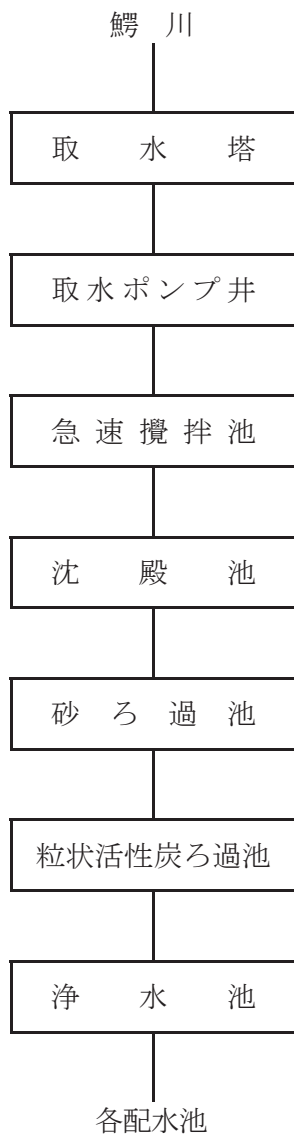 鰐川
取水塔
取水ポンプ井
急速攪拌池
沈殿池
砂ろ過池
粒状活性炭ろ過池
浄水池
各配水池